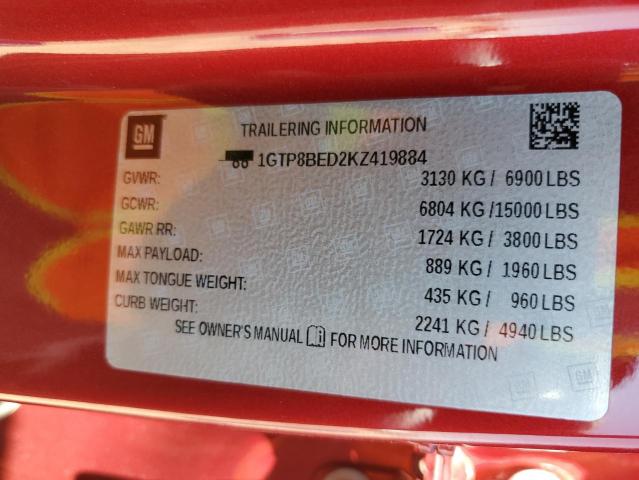 GM
TRAILERING INFORMATION
1GTP8BED2KZ419884
GVWR: 3130 KG / 6900 LBS
GCWR: 6804 KG /15000 LBS
GAWR RR: 1724 KG / 3800 LBS
MAX PAYLOAD: 889 KG / 1960 LBS
MAX TONGUE WEIGHT: 435 KG / 960 LBS
CURB WEIGHT: 2241 KG / 4940 LBS
SEE OWNER'S MANUAL FOR MORE INFORMATION
GM GM